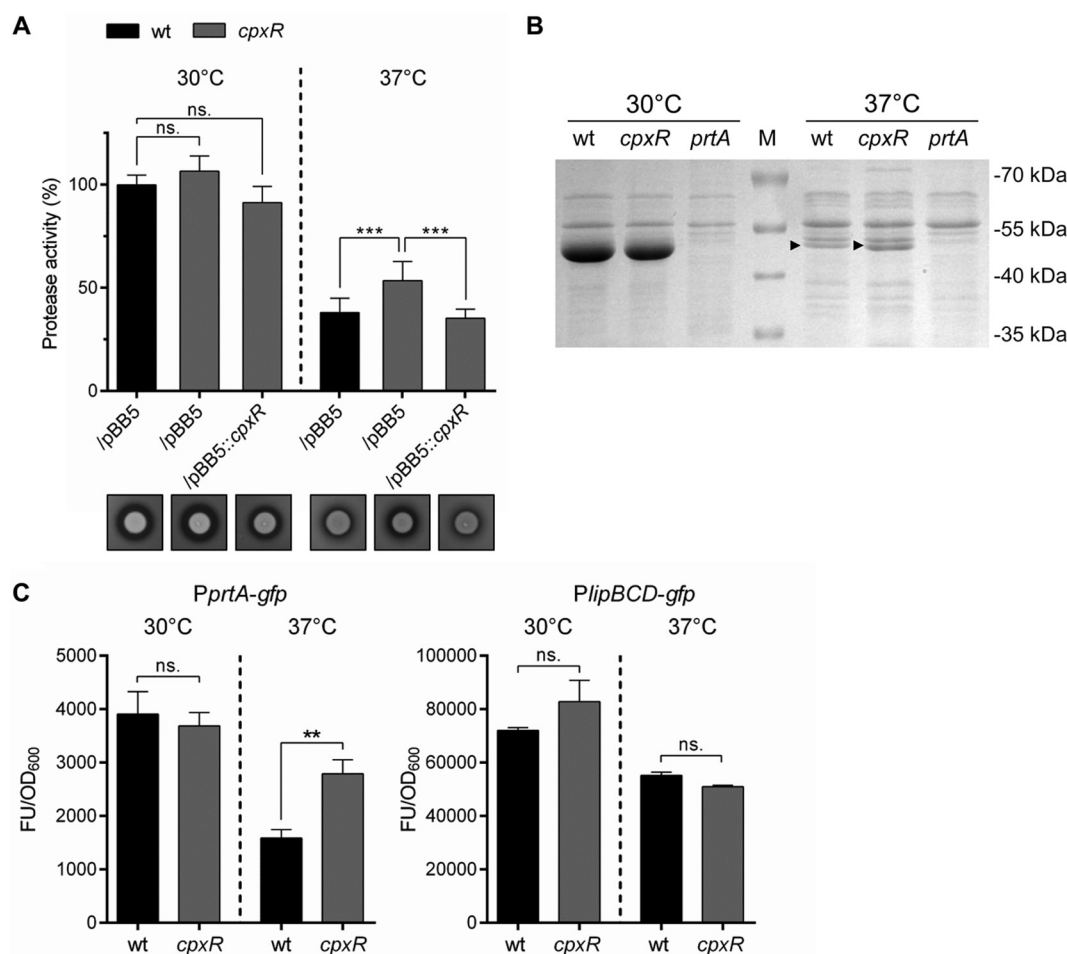 A
wt cpxR
30°C 37°C
ns.
ns.
*** ***
Protease activity (%)
100
50
0
/pBB5 /pBB5 /pBB5::cpxR /pBB5 /pBB5 /pBB5::cpxR
B
30°C 37°C
wt cpxR prtA M wt cpxR prtA
-70 kDa
-55 kDa
-40 kDa
-35 kDa
C
PprtA-gfp
30°C 37°C
ns.
**
FU/OD600
5000
4000
3000
2000
1000
0
wt cpxR wt cpxR
PlipBCD-gfp
30°C 37°C
ns.
ns.
FU/OD600
100000
80000
60000
40000
20000
0
wt cpxR wt cpxR